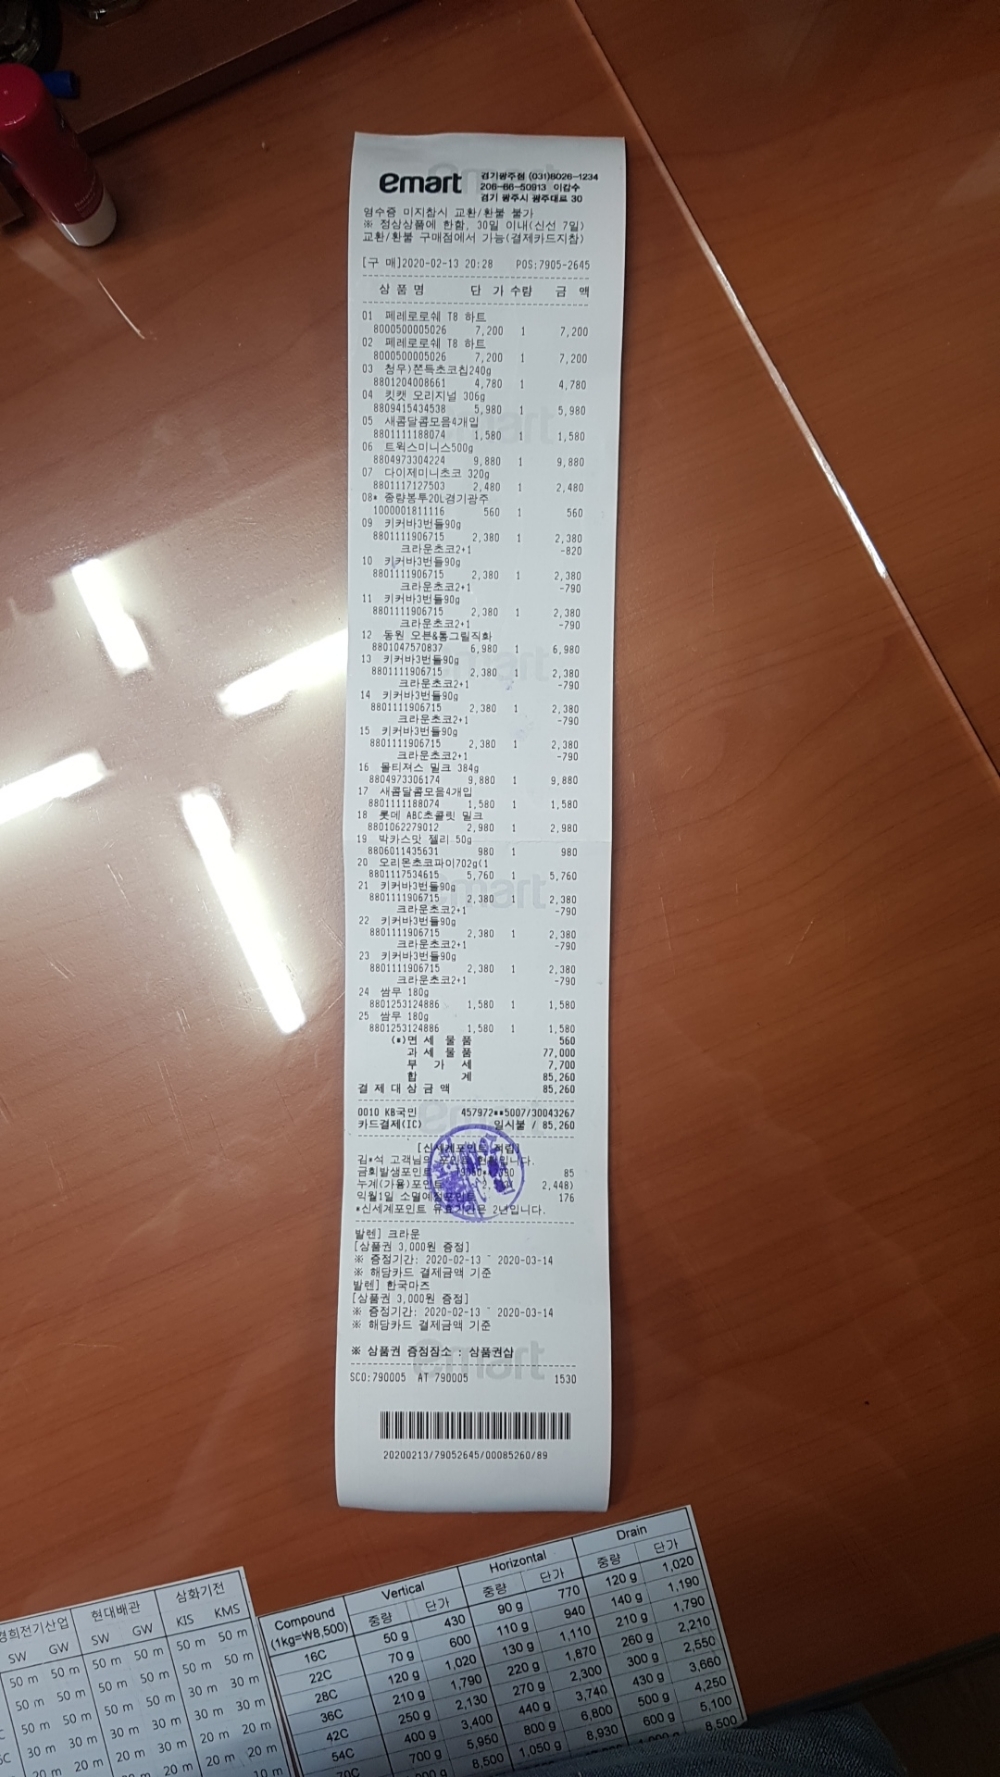 emart
경기광주점 (031)8026-1234
206-86-50913 이갑수
경기 광주시 광주대로 30
영수증 미지참시 교환/환불 불가
※ 정상상품에 한함, 30일 이내(신선 7일)
교환/환불 구매점에서 가능(결제카드지참)
[구 매]2020-02-13 20:28 POS:7905-2645
상 품 명 단 가 수량 금 액
01 페레로로쉐 T8 하트
8000500005026 7,200 1 7,200
02 페레로로쉐 T8 하트
8000500005026 7,200 1 7,200
03 청우)쫀득초코칩240g
8801204008661 4,780 1 4,780
04 킷캣 오리지널 306g
8809415434538 5,980 1 5,980
05 새콤달콤모음4개입
8801111188074 1,580 1 1,580
06 트윅스미니스500g
8804973304224 9,880 1 9,880
07 다이제미니초코 320g
8801117127503 2,480 1 2,480
08* 종량봉투20L경기광주
1000001811116 560 1 560
09 키커바3번들90g
8801111906715 2,380 1 2,380
크라운초코2+1 -820
10 키커바3번들90g
8801111906715 2,380 1 2,380
크라운초코2+1 -790
11 키커바3번들90g
8801111906715 2,380 1 2,380
크라운초코2+1 -790
12 동원 오븐&통그릴직화
8801047570837 6,980 1 6,980
13 키커바3번들90g
8801111906715 2,380 1 2,380
크라운초코2+1 -790
14 키커바3번들90g
8801111906715 2,380 1 2,380
크라운초코2+1 -790
15 키커바3번들90g
8801111906715 2,380 1 2,380
크라운초코2+1 -790
16 몰티져스 밀크 384g
8804973306174 9,880 1 9,880
17 새콤달콤모음4개입
8801111188074 1,580 1 1,580
18 롯데 ABC초콜릿 밀크
8801062279012 2,980 1 2,980
19 박카스맛 젤리 50g
8806011435631 980 1 980
20 오리온초코파이702g(1
8801117534615 5,760 1 5,760
21 키커바3번들90g
8801111906715 2,380 1 2,380
크라운초코2+1 -790
22 키커바3번들90g
8801111906715 2,380 1 2,380
크라운초코2+1 -790
23 키커바3번들90g
8801111906715 2,380 1 2,380
크라운초코2+1 -790
24 쌈무 180g
8801253124886 1,580 1 1,580
25 쌈무 180g
8801253124886 1,580 1 1,580
(*)면 세 물 품 560
과 세 물 품 77,000
부 가 세 7,700
합 계 85,260
결 제 대 상 금 액 85,260
0010 KB국민 457972**5007/30043267
카드결제(IC) 일시불 / 85,260
[신세계포인트 적립]
김*석 고객님의 포인트 현황입니다.
금회발생포인트 85
누계(가용)포인트 2,448)
익월1일 소멸예정포인트 176
*신세계포인트 유효기간은 2년입니다.
발렌] 크라운
[상품권 3,000원 증정]
※ 증정기간: 2020-02-13 ~ 2020-03-14
※ 해당카드 결제금액 기준
발렌] 한국마즈
[상품권 3,000원 증정]
※ 증정기간: 2020-02-13 ~ 2020-03-14
※ 해당카드 결제금액 기준
※ 상품권 증정장소 : 상품권샵
SCO:790005 AT 790005 1530
20200213/79052645/00085260/89
경희전기산업 현대배관 삼화기전
SW GW SW GW KIS KMS
50 m 50 m 50 m 50 m 50 m 50 m
50 m 50 m 50 m 50 m 50 m 50 m
50 m 50 m 50 m 50 m 30 m 30 m
30 m 30 m 30 m 30 m 30 m 30 m
20 m 20 m 30 m 20 m 20 m
20 m 20 m
Compound Vertical Horizontal Drain
(1kg=₩8,500) 중량 단가 중량 단가 중량 단가
16C 50 g 430 90 g 770 120 g 1,020
22C 70 g 600 110 g 940 140 g 1,190
28C 120 g 1,020 130 g 1,110 210 g 1,790
36C 210 g 1,790 220 g 1,870 260 g 2,210
42C 250 g 2,130 270 g 2,300 300 g 2,550
54C 400 g 3,400 440 g 3,740 430 g 3,660
700 g 5,950 800 g 6,800 500 g 4,250
8,500 1,050 g 8,930 600 g 5,100
8,500